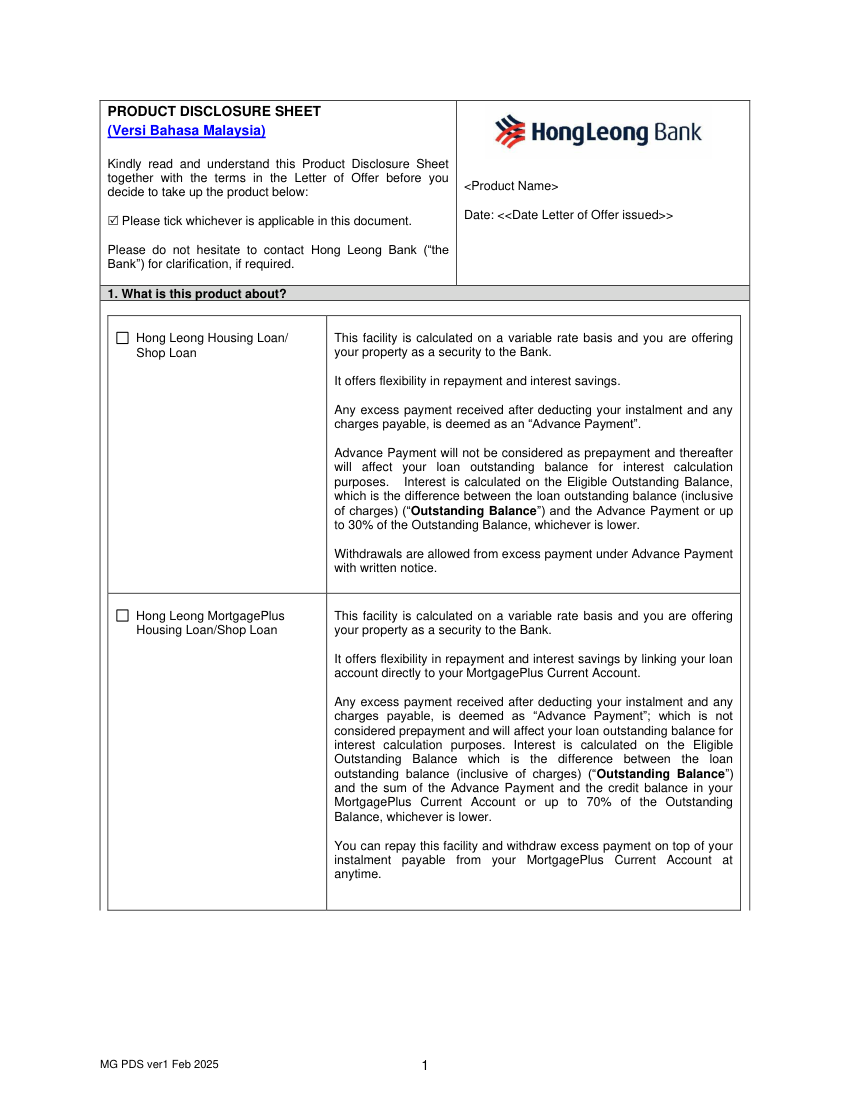 PRODUCT DISCLOSURE SHEET
(Versi Bahasa Malaysia)
Kindly read and understand this Product Disclosure Sheet
together with the terms in the Letter of Offer before you
decide to take up the product below:
☑ Please tick whichever is applicable in this document.
Please do not hesitate to contact Hong Leong Bank (“the
Bank”) for clarification, if required.
HongLeong Bank
<Product Name>
Date: <<Date Letter of Offer issued>>
1. What is this product about?
☐ Hong Leong Housing Loan/
Shop Loan
This facility is calculated on a variable rate basis and you are offering
your property as a security to the Bank.
It offers flexibility in repayment and interest savings.
Any excess payment received after deducting your instalment and any
charges payable, is deemed as an “Advance Payment”.
Advance Payment will not be considered as prepayment and thereafter
will affect your loan outstanding balance for interest calculation
purposes. Interest is calculated on the Eligible Outstanding Balance,
which is the difference between the loan outstanding balance (inclusive
of charges) (“Outstanding Balance”) and the Advance Payment or up
to 30% of the Outstanding Balance, whichever is lower.
Withdrawals are allowed from excess payment under Advance Payment
with written notice.
☐ Hong Leong MortgagePlus
Housing Loan/Shop Loan
This facility is calculated on a variable rate basis and you are offering
your property as a security to the Bank.
It offers flexibility in repayment and interest savings by linking your loan
account directly to your MortgagePlus Current Account.
Any excess payment received after deducting your instalment and any
charges payable, is deemed as “Advance Payment”; which is not
considered prepayment and will affect your loan outstanding balance for
interest calculation purposes. Interest is calculated on the Eligible
Outstanding Balance which is the difference between the loan
outstanding balance (inclusive of charges) (“Outstanding Balance”)
and the sum of the Advance Payment and the credit balance in your
MortgagePlus Current Account or up to 70% of the Outstanding
Balance, whichever is lower.
You can repay this facility and withdraw excess payment on top of your
instalment payable from your MortgagePlus Current Account at
anytime.
MG PDS ver1 Feb 2025
1